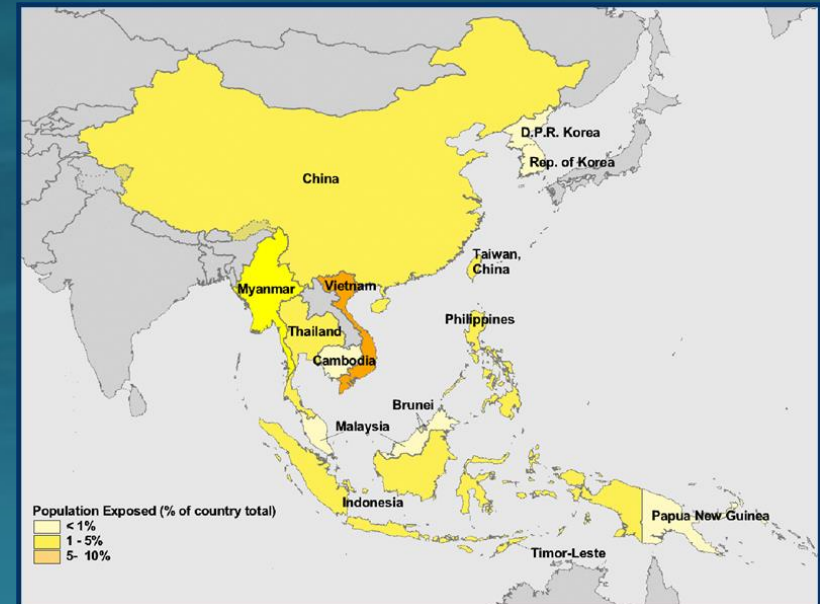 D.P.R. Korea
Rep. of Korea
China
Taiwan,
China
Myanmar
Vietnam
Philippines
Thailand
Cambodia
Brunei
Malaysia
Indonesia
Population Exposed (% of country total)
< 1%
1 - 5%
5- 10%
Papua New Guinea
Timor-Leste